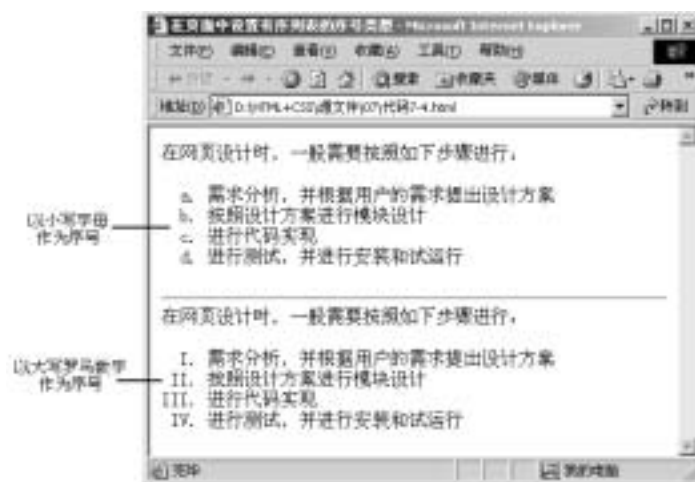 在页面中设置有序列表的序号类型 - Microsoft Internet Explorer
文件(F) 编辑(E) 查看(V) 收藏(A) 工具(T) 帮助(H)
搜索 收藏夹 媒体
地址(D) D:\HTML+CSS\源文件\07\代码7-4.html 转到
在网页设计时，一般需要按照如下步骤进行：
a. 需求分析，并根据用户的需求提出设计方案
b. 按照设计方案进行模块设计
c. 进行代码实现
d. 进行测试，并进行安装和试运行
以小写字母
作为序号
在网页设计时，一般需要按照如下步骤进行：
I. 需求分析，并根据用户的需求提出设计方案
II. 按照设计方案进行模块设计
III. 进行代码实现
IV. 进行测试，并进行安装和试运行
以大写罗马数字
作为序号
完毕 我的电脑